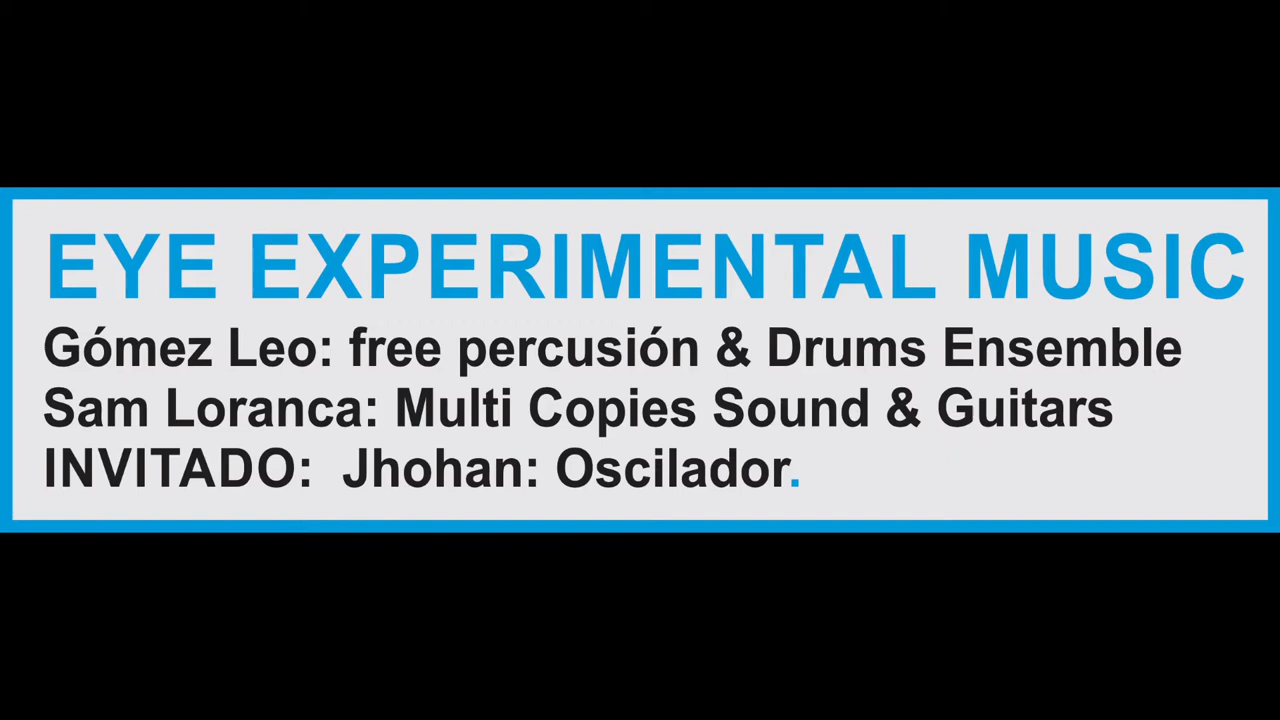 EYE EXPERIMENTAL MUSIC
Gómez Leo: free percusión & Drums Ensemble
Sam Loranca: Multi Copies Sound & Guitars
INVITADO: Jhohan: Oscilador.